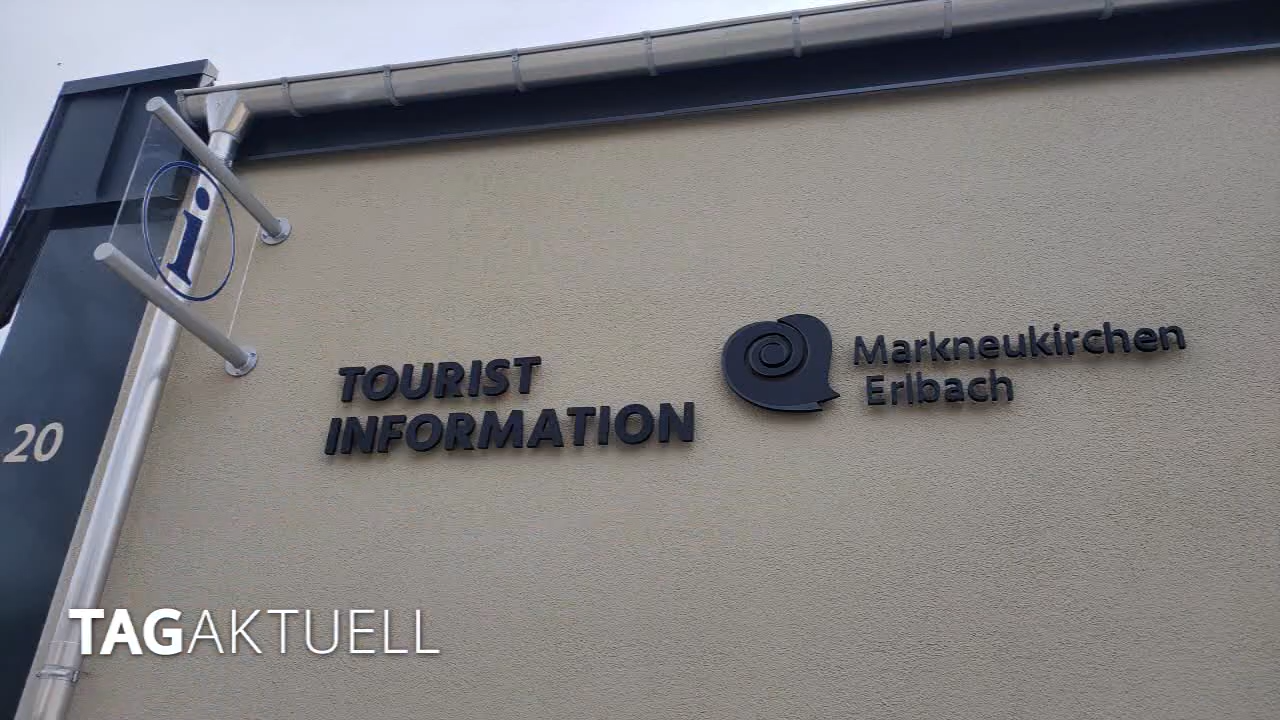 i
TOURIST
INFORMATION
Markneukirchen
Erlbach
20
TAGAKTUELL